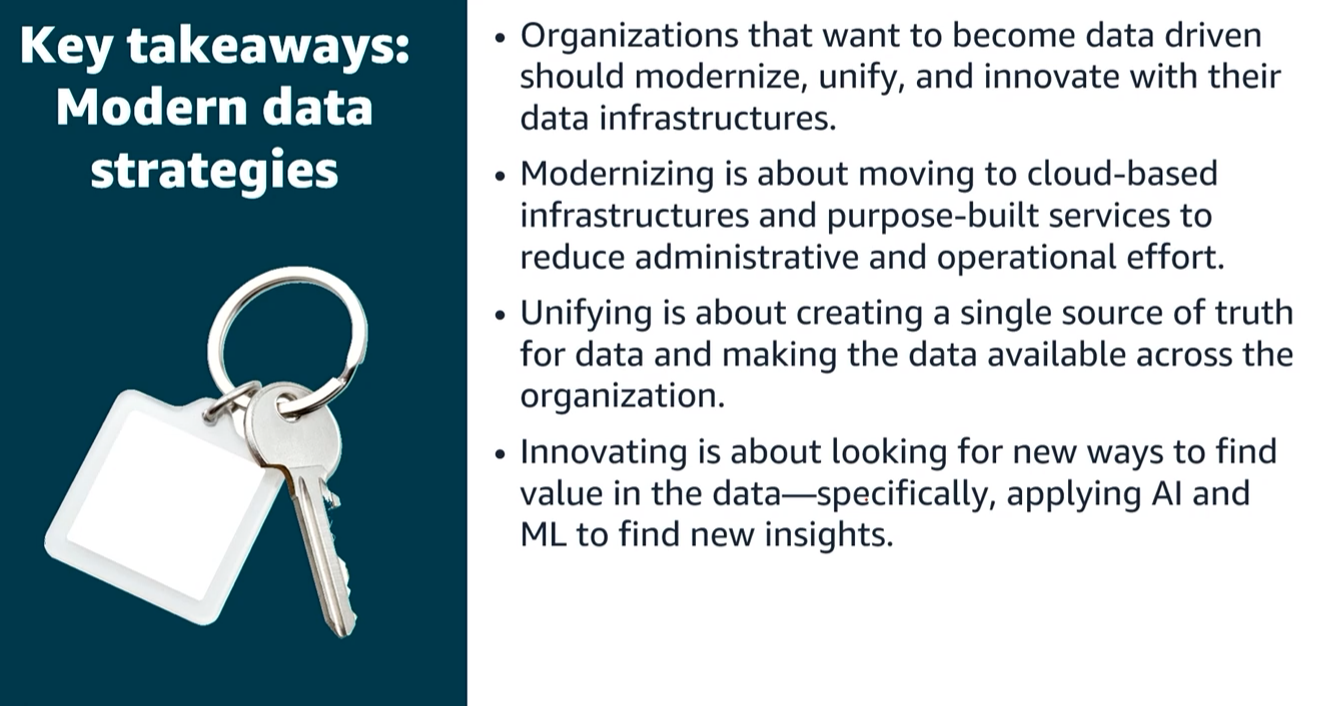 Key takeaways:
Modern data
strategies
• Organizations that want to become data driven
should modernize, unify, and innovate with their
data infrastructures.
• Modernizing is about moving to cloud-based
infrastructures and purpose-built services to
reduce administrative and operational effort.
• Unifying is about creating a single source of truth
for data and making the data available across the
organization.
• Innovating is about looking for new ways to find
value in the data—specifically, applying AI and
ML to find new insights.